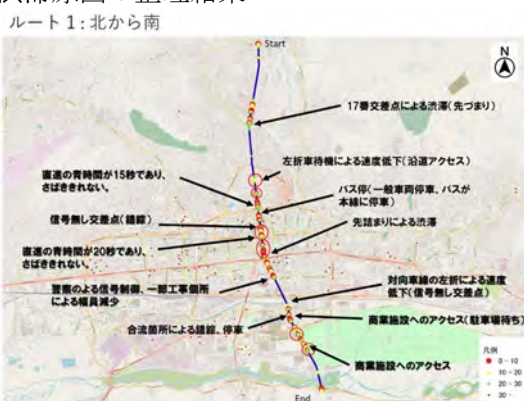 ルート1：北から南
Start
N
17番交差点による渋滞（先づまり）
左折車待機による速度低下（沿道アクセス）
直進の青時間が15秒であり、
さばききれない。
バス停（一般車両停車、バスが
本線に停車）
信号無し交差点（錯綜）
先詰まりによる渋滞
直進の青時間が20秒であり、
さばききれない。
警察のよる信号制御、一部工事個所
による幅員減少
対向車線の左折による速度
低下（信号無し交差点）
商業施設へのアクセス（駐車場待ち）
合流箇所による錯綜、停車
商業施設へのアクセス
凡例
0 - 10
10 - 20
20 - 30
30 -
End